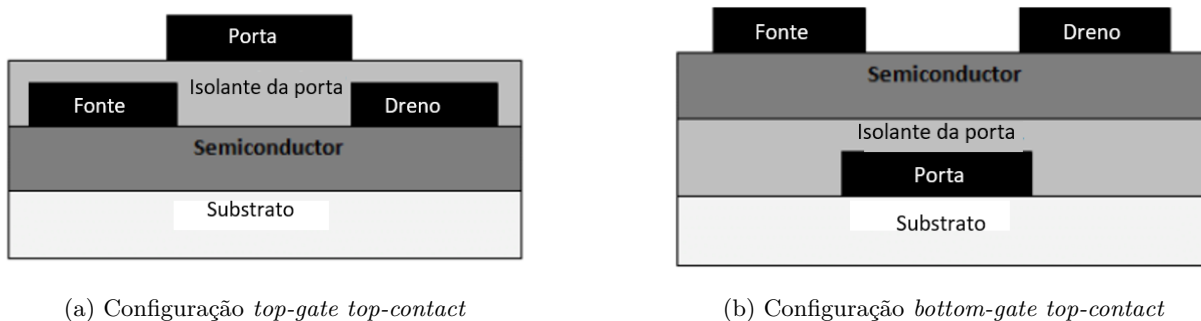 Porta
Isolante da porta
Fonte
Dreno
Semiconductor
Substrato
(a) Configuração top-gate top-contact
Fonte
Dreno
Semiconductor
Isolante da porta
Porta
Substrato
(b) Configuração bottom-gate top-contact